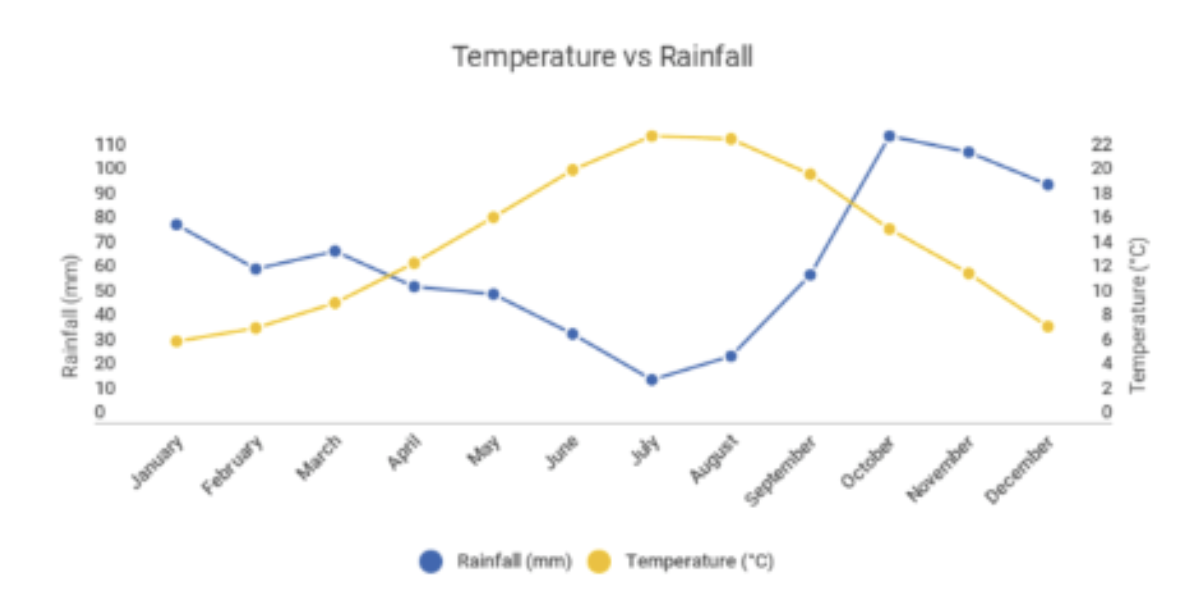 Temperature vs Rainfall
Rainfall (mm)
110
100
90
80
70
60
50
40
30
20
10
0
22
20
18
16
14
12
10
8
6
4
2
0
Temperature (°C)
January
February
March
April
May
June
July
August
September
October
November
December
Rainfall (mm) Temperature (°C)